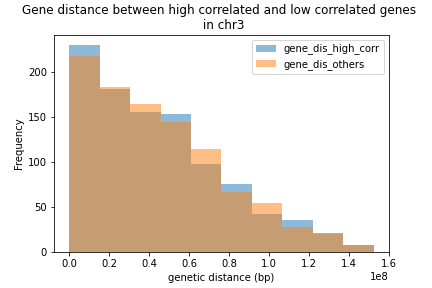 Gene distance between high correlated and low correlated genes
in chr3
gene_dis_high_corr
gene_dis_others
Frequency
200
150
100
50
0
0.0 0.2 0.4 0.6 0.8 1.0 1.2 1.4 1.6
1e8
genetic distance (bp)